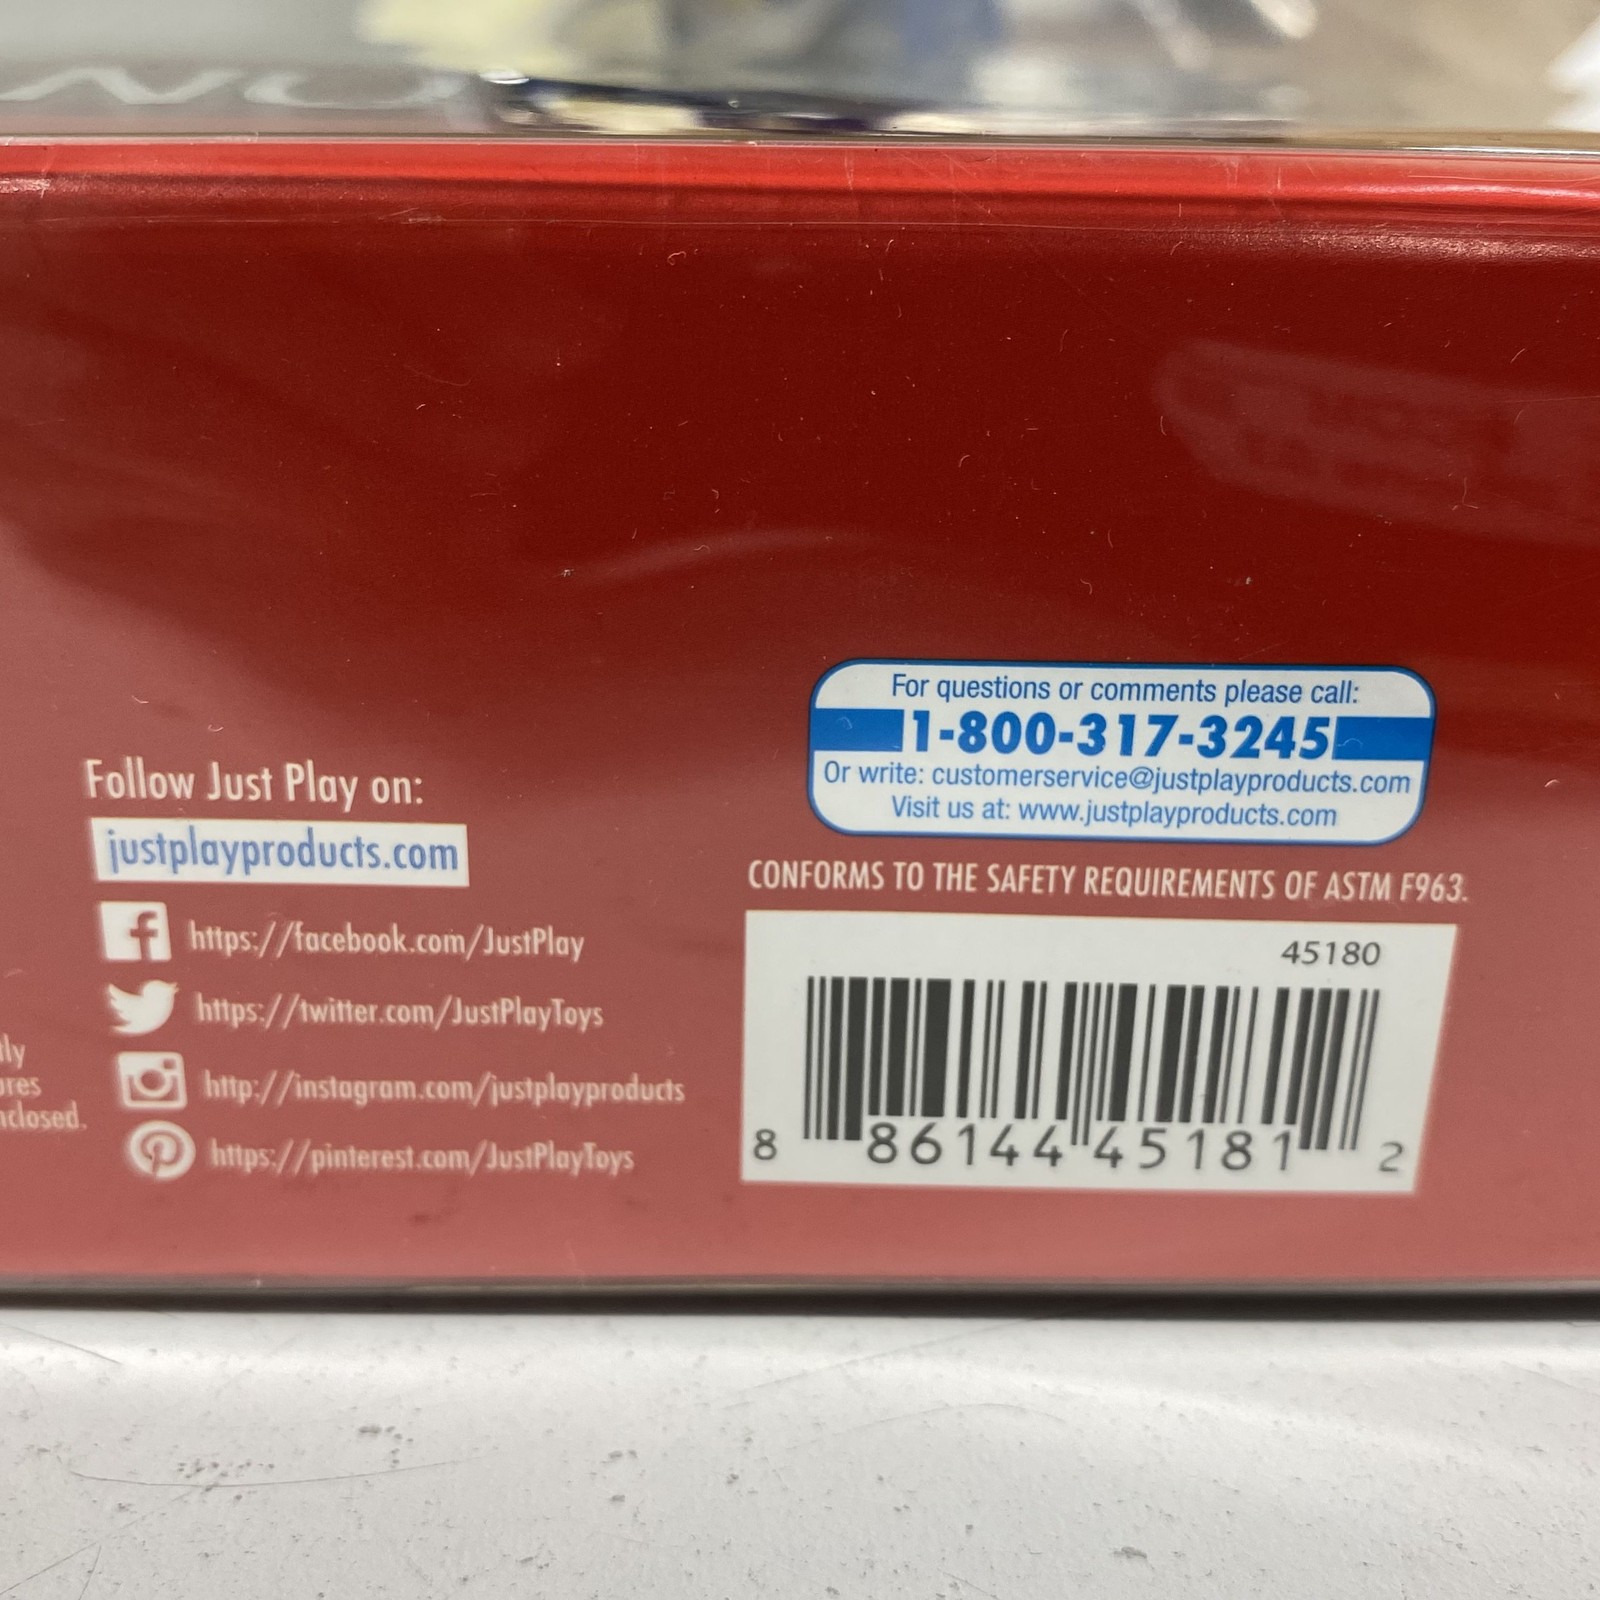 Follow Just Play on:
justplayproducts.com
https://facebook.com/JustPlay
https://twitter.com/JustPlayToys
http://instagram.com/justplayproducts
https://pinterest.com/JustPlayToys
For questions or comments please call:
1-800-317-3245
Or write: customerservice@justplayproducts.com
Visit us at: www.justplayproducts.com
CONFORMS TO THE SAFETY REQUIREMENTS OF ASTM F963.
45180
8 86144 45181 2